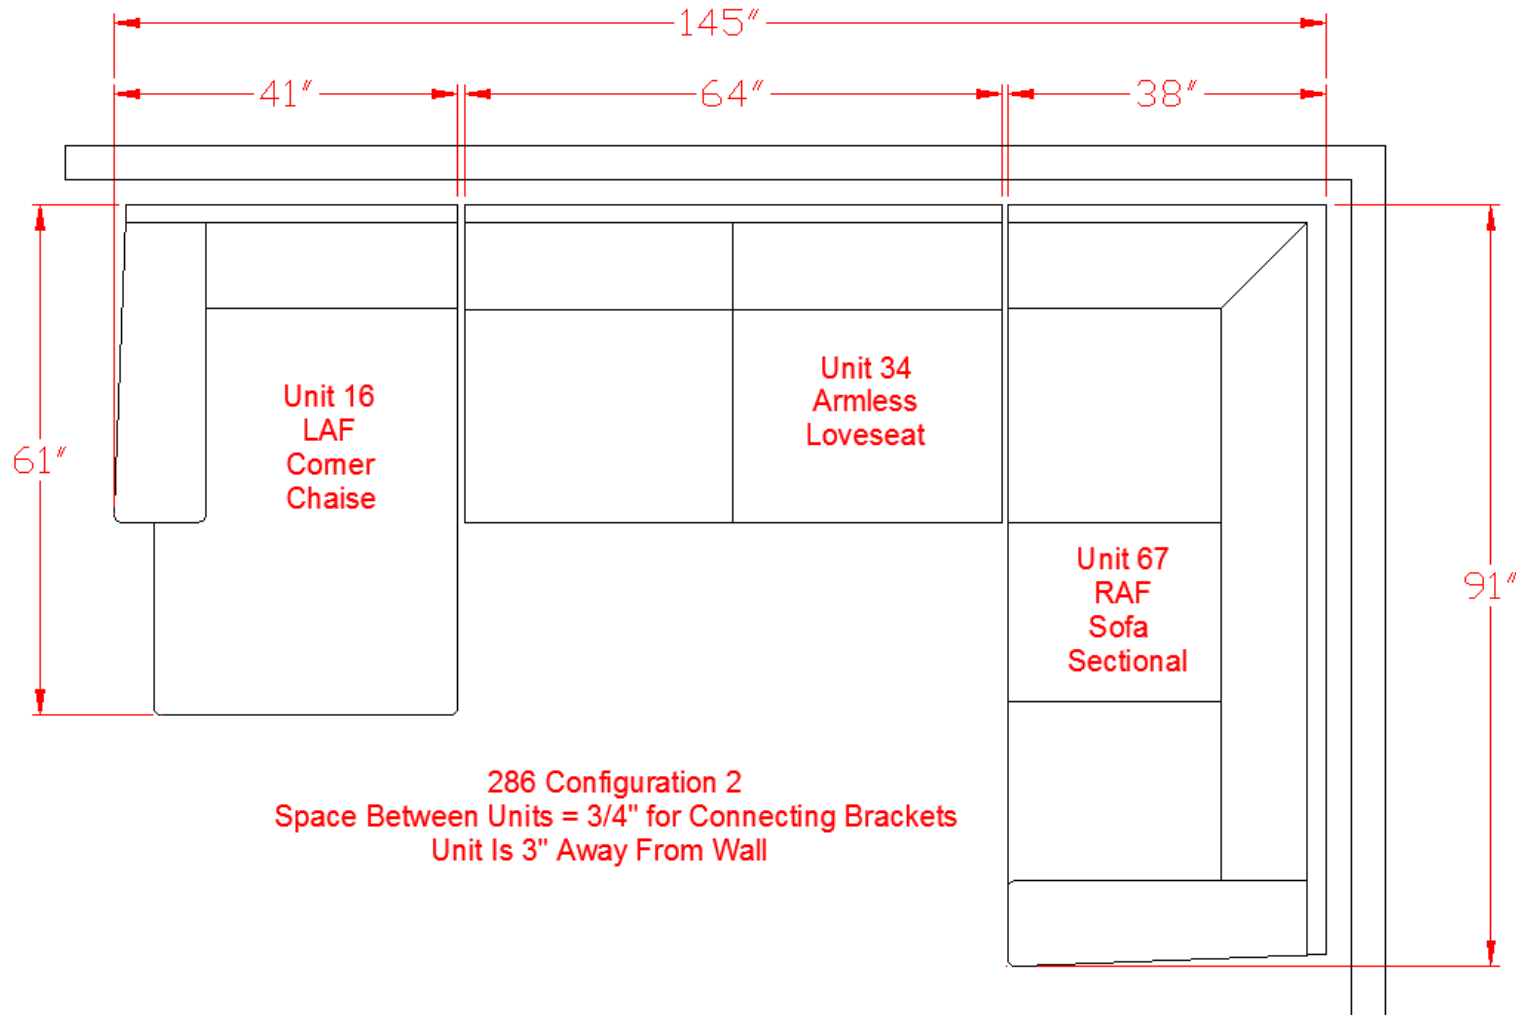 145"
41"
64"
38"
61"
Unit 16
LAF
Corner
Chaise
Unit 34
Armless
Loveseat
Unit 67
RAF
Sofa
Sectional
91"
286 Configuration 2
Space Between Units = 3/4" for Connecting Brackets
Unit Is 3" Away From Wall